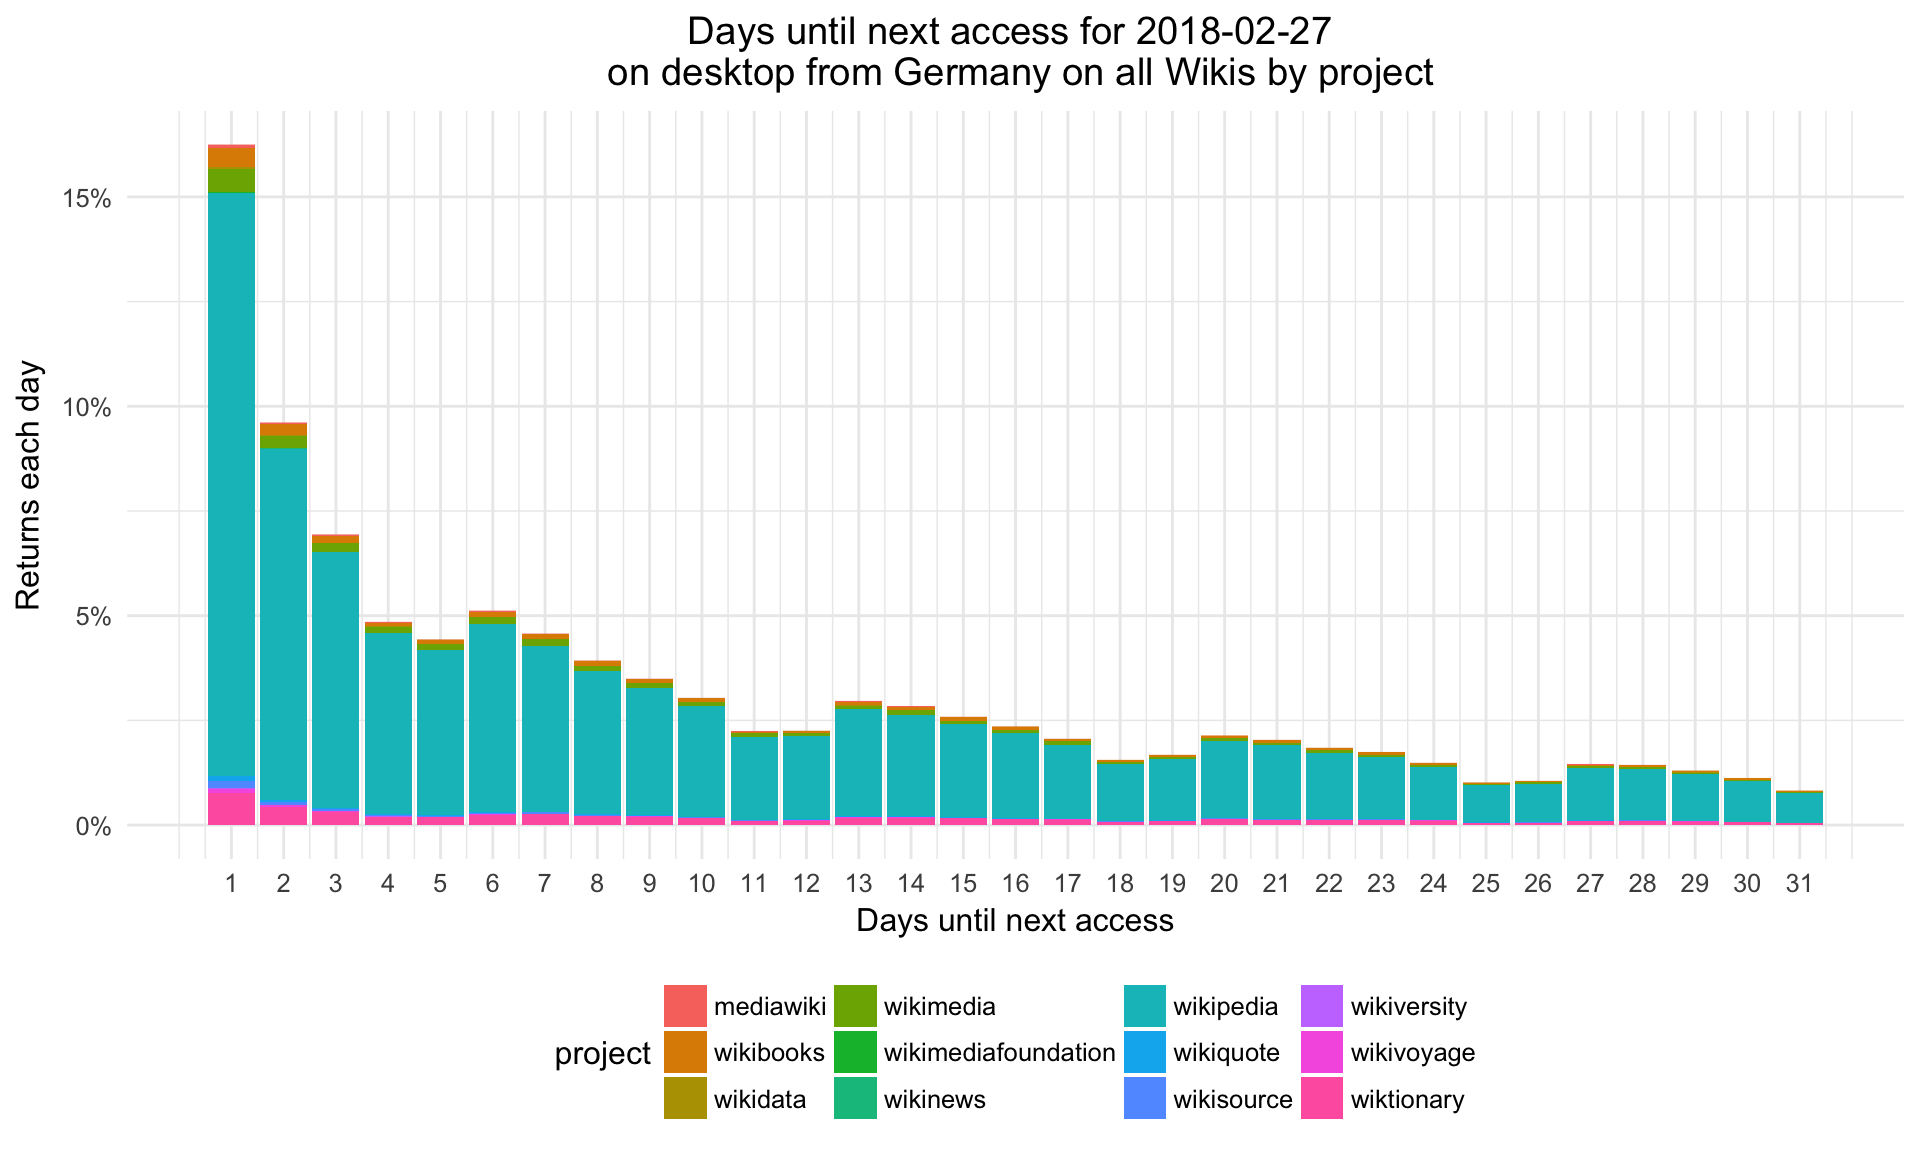 Days until next access for 2018-02-27
on desktop from Germany on all Wikis by project
Returns each day
15%
10%
5%
0%
1 2 3 4 5 6 7 8 9 10 11 12 13 14 15 16 17 18 19 20 21 22 23 24 25 26 27 28 29 30 31
Days until next access
project
mediawiki wikimedia wikipedia wikiversity
wikibooks wikimediafoundation wikiquote wikivoyage
wikidata wikinews wikisource wiktionary